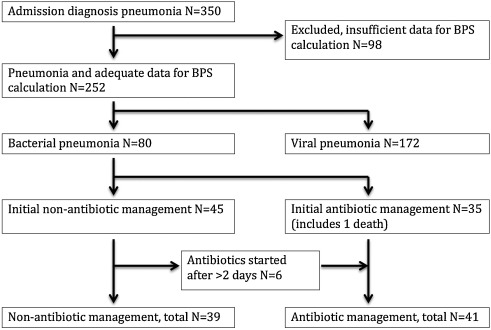 Admission diagnosis pneumonia N=350
Excluded, insufficient data for BPS
calculation N=98
Pneumonia and adequate data for BPS
calculation N=252
Bacterial pneumonia N=80
Viral pneumonia N=172
Initial non-antibiotic management N=45
Initial antibiotic management N=35
(includes 1 death)
Antibiotics started
after >2 days N=6
Non-antibiotic management, total N=39
Antibiotic management, total N=41